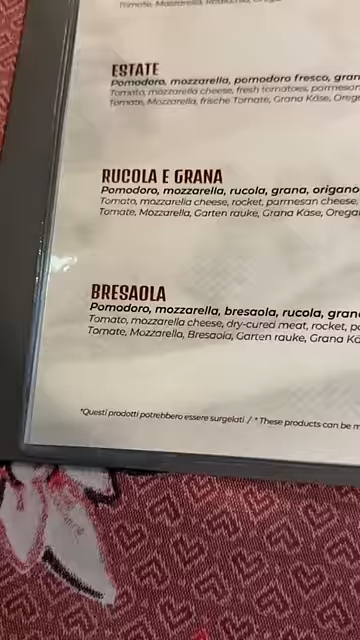 Tomate, Mozzarella,
ESTATE
Pomodoro, mozzarella, pomodoro fresco, gran
Tomato, mozzarella cheese, fresh tomatoes, parmesan
Tomate, Mozzarella, frische Tomate, Grana Käse, Oreg
RUCOLA E GRANA
Pomodoro, mozzarella, rucola, grana, origano
Tomato, mozzarella cheese, rocket, parmesan cheese,
Tomate, Mozzarella, Garten rauke, Grana Käse, Orega
BRESAOLA
Pomodoro, mozzarella, bresaola, rucola, gran
Tomato, mozzarella cheese, dry-cured meat, rocket, pa
Tomate, Mozzarella, Bresaola, Garten rauke, Grana Kä
*Questi prodotti potrebbero essere surgelati / * These products can be m